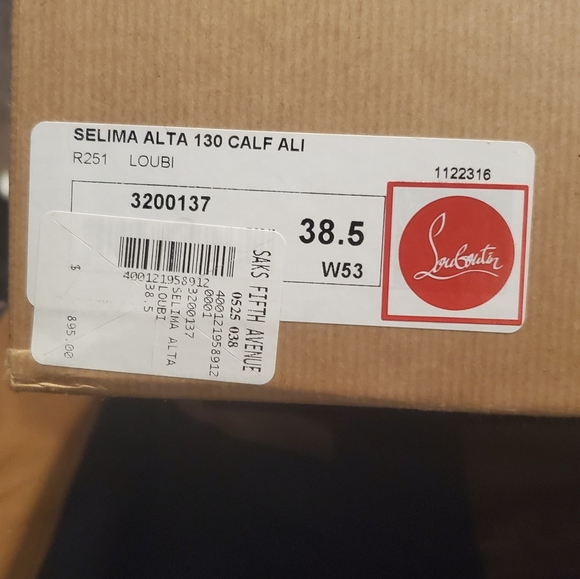 SELIMA ALTA 130 CALF ALI
R251 LOUBI
1122316
3200137
38.5
W53
Louboutin
SAKS FIFTH AVENUE
0525 038
400121958912
0001
3200137
SELIMA ALTA
LOUBI
38.5
400121958912
$ 895.00